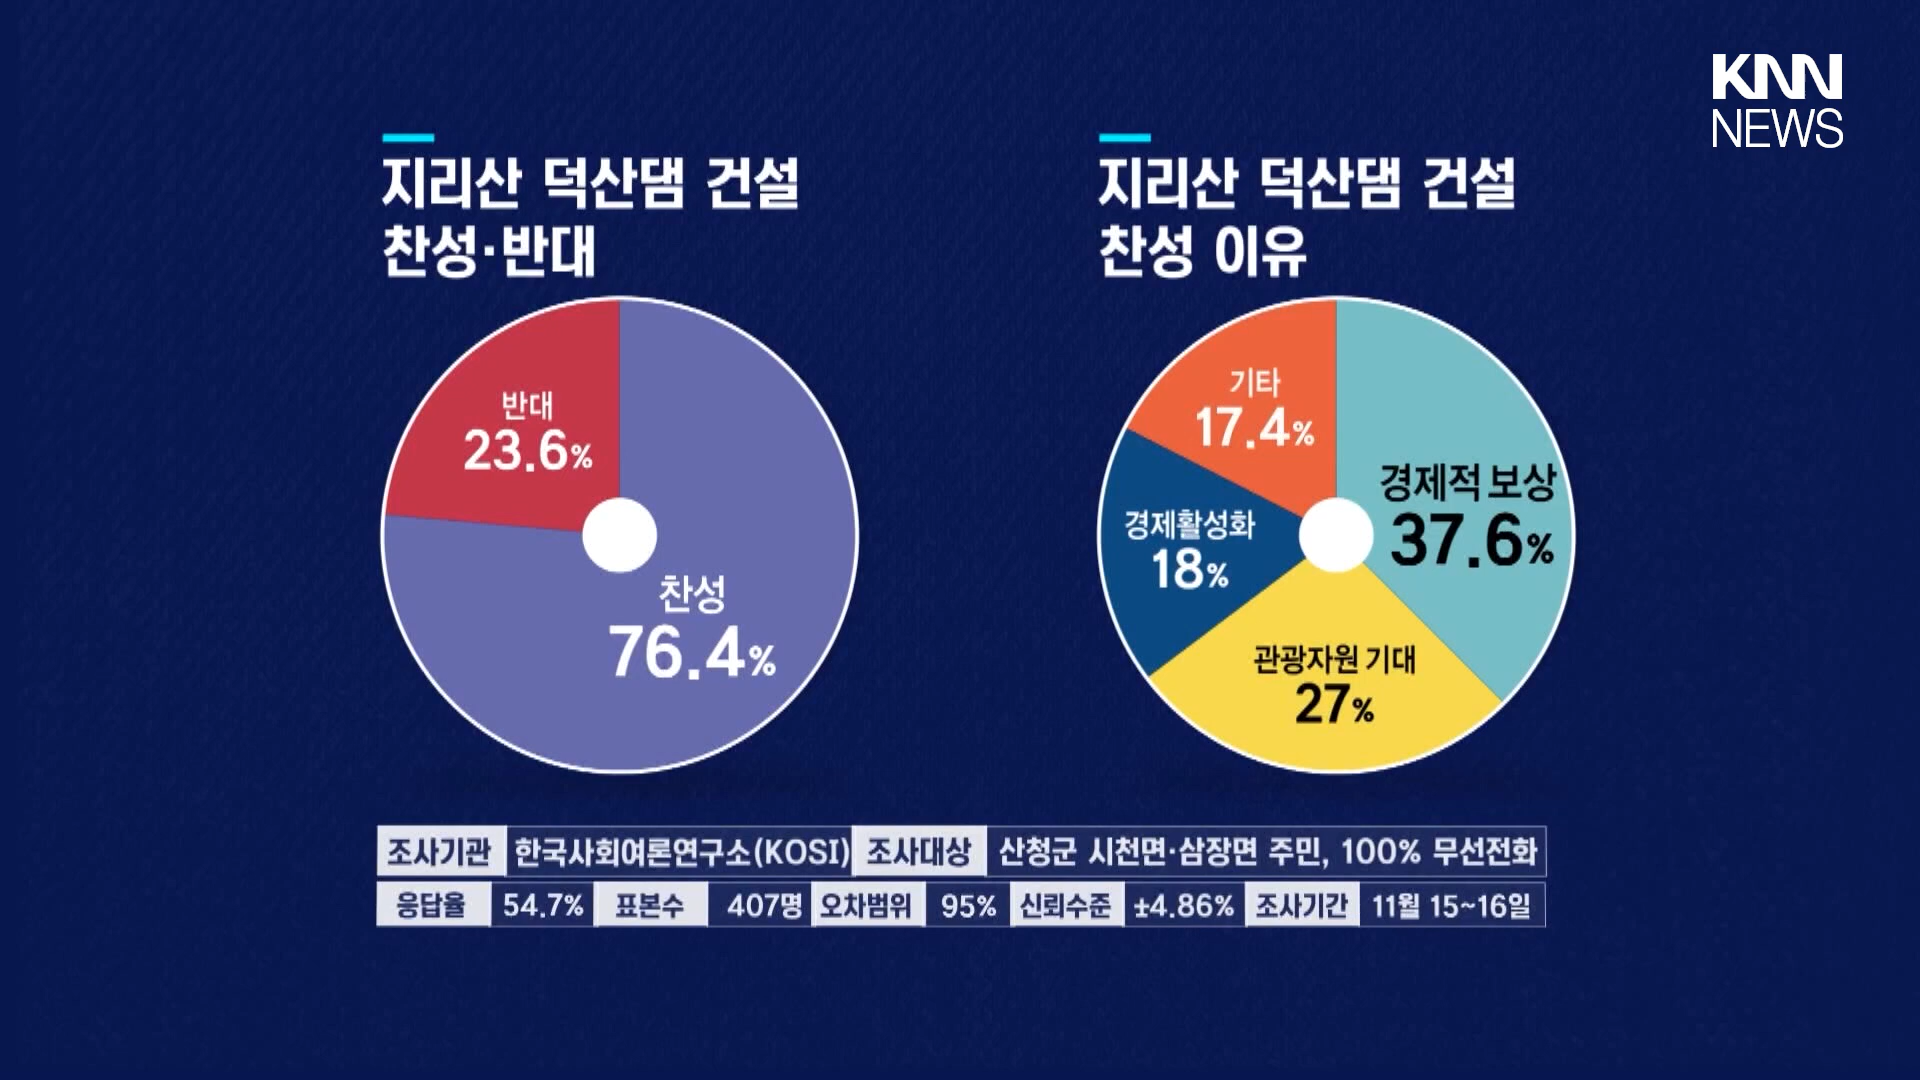 KNN
NEWS
지리산 덕산댐 건설
찬성·반대
반대
23.6%
찬성
76.4%
지리산 덕산댐 건설
찬성 이유
기타
17.4%
경제적 보상
37.6%
경제활성화
18%
관광자원 기대
27%
조사기관 한국사회여론연구소(KOSI) 조사대상 산청군 시천면·삼장면 주민, 100% 무선전화
응답율 54.7% 표본수 407명 오차범위 95% 신뢰수준 ±4.86% 조사기간 11월 15~16일